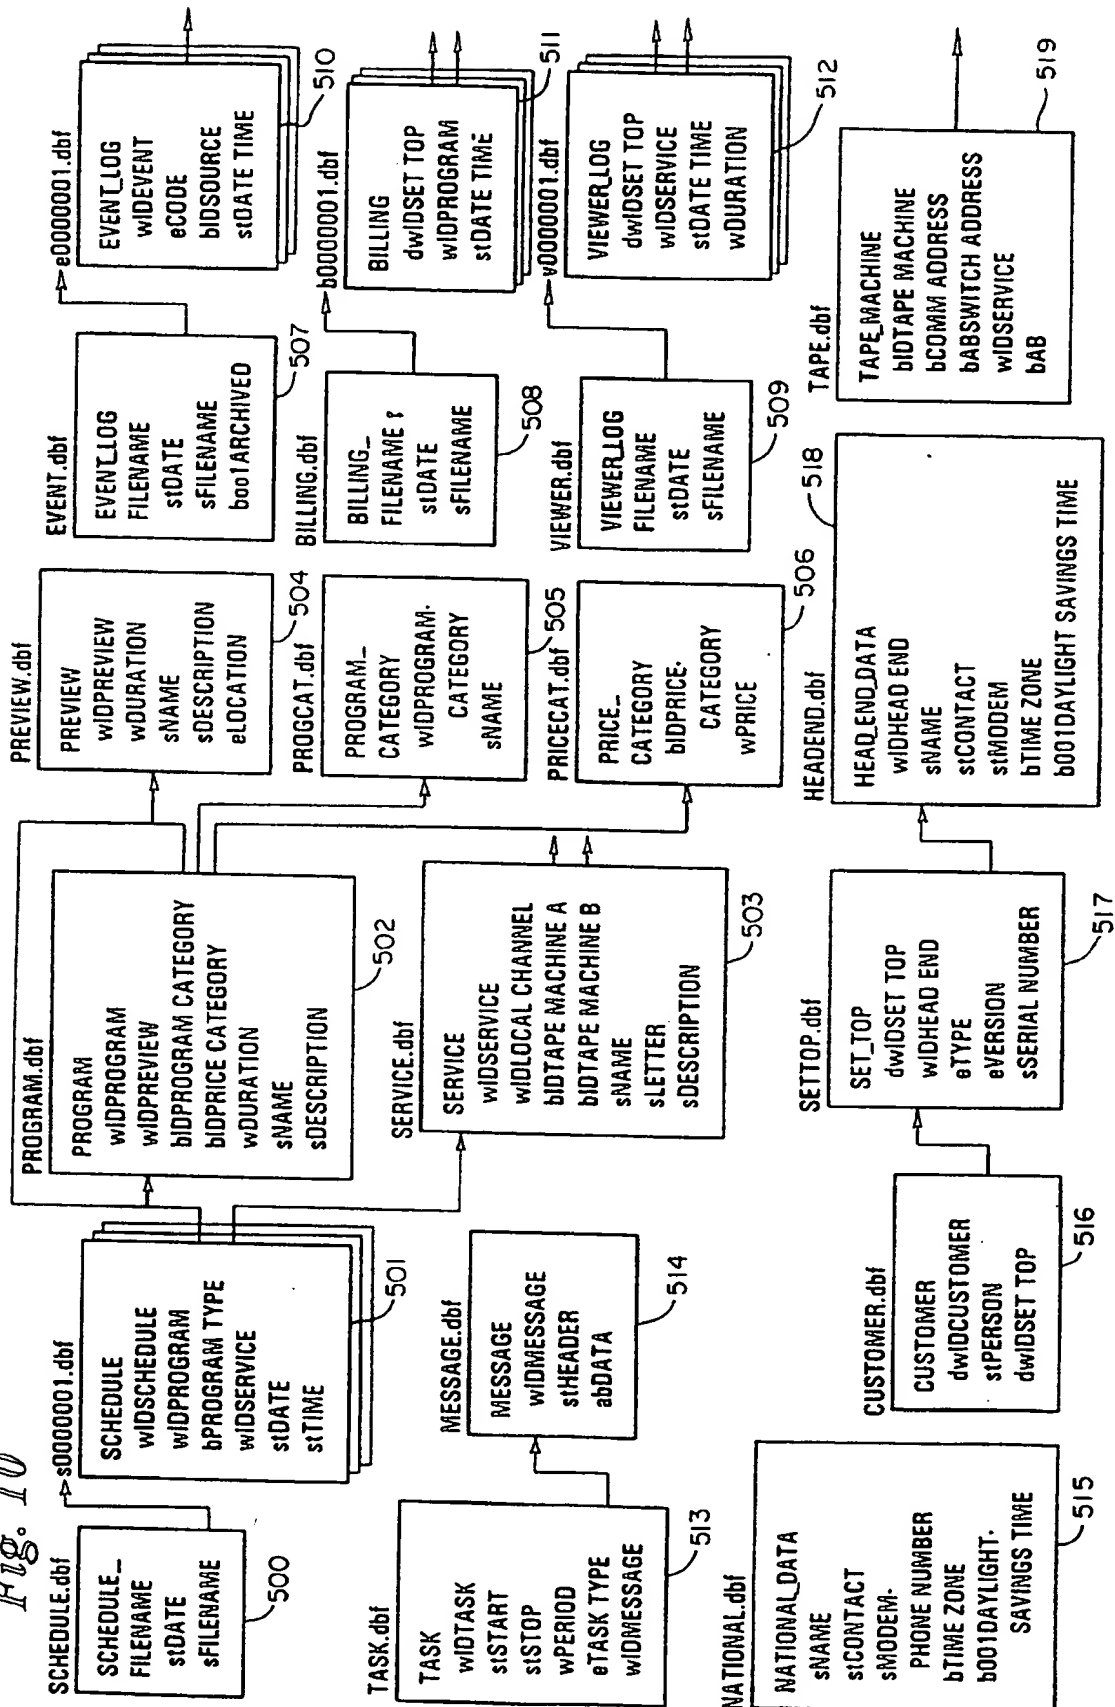 Fig. 10
SCHEDULE.dbf
SCHEDULE_
FILENAME
stDATE
sFILENAME
500
s0000001.dbf
SCHEDULE
wIDSCHEDULE
wIDPROGRAM
bPROGRAM TYPE
wIDSERVICE
stDATE
stTIME
501
PROGRAM.dbf
PROGRAM
wIDPROGRAM
wIDPREVIEW
bIDPROGRAM CATEGORY
bIDPRICE CATEGORY
wDURATION
sNAME
sDESCRIPTION
502
PREVIEW.dbf
PREVIEW
wIDPREVIEW
wDURATION
sNAME
sDESCRIPTION
eLOCATION
504
EVENT.dbf
EVENT_LOG
FILENAME
stDATE
sFILENAME
boo1ARCHIVED
507
e0000001.dbf
EVENT_LOG
wIDEVENT
eCODE
bIDSOURCE
stDATE TIME
510
PROGCAT.dbf
PROGRAM_
CATEGORY
wIDPROGRAM-
CATEGORY
sNAME
505
BILLING.dbf
BILLING_
FILENAME
stDATE
sFILENAME
508
b0000001.dbf
BILLING
dwIDSET TOP
wIDPROGRAM
stDATE TIME
511
TASK.dbf
TASK
wIDTASK
stSTART
stSTOP
wPERIOD
eTASK TYPE
wIDMESSAGE
513
MESSAGE.dbf
MESSAGE
wIDMESSAGE
stHEADER
abDATA
514
SERVICE.dbf
SERVICE
wIDSERVICE
wIDLOCAL CHANNEL
bIDTAPE MACHINE A
bIDTAPE MACHINE B
sNAME
sLETTER
sDESCRIPTION
503
PRICECAT.dbf
PRICE_
CATEGORY
bIDPRICE-
CATEGORY
wPRICE
506
VIEWER.dbf
VIEWER_LOG
FILENAME
stDATE
sFILENAME
509
v0000001.dbf
VIEWER_LOG
dwIDSET TOP
wIDSERVICE
stDATE TIME
wDURATION
512
NATIONAL.dbf
NATIONAL_DATA
sNAME
stCONTACT
sMODEM-
PHONE NUMBER
bTIME ZONE
b001DAYLIGHT-
SAVINGS TIME
515
CUSTOMER.dbf
CUSTOMER
dwIDCUSTOMER
stPERSON
dwIDSET TOP
516
SETTOP.dbf
SET_TOP
dwIDSET TOP
wIDHEAD END
eTYPE
eVERSION
sSERIAL NUMBER
517
HEADEND.dbf
HEAD_END_DATA
wIDHEAD END
sNAME
stCONTACT
stMODEM
bTIME ZONE
b001DAYLIGHT SAVINGS TIME
518
TAPE.dbf
TAPE_MACHINE
bIDTAPE MACHINE
bCOMM ADDRESS
bABSWITCH ADDRESS
wIDSERVICE
bAB
519